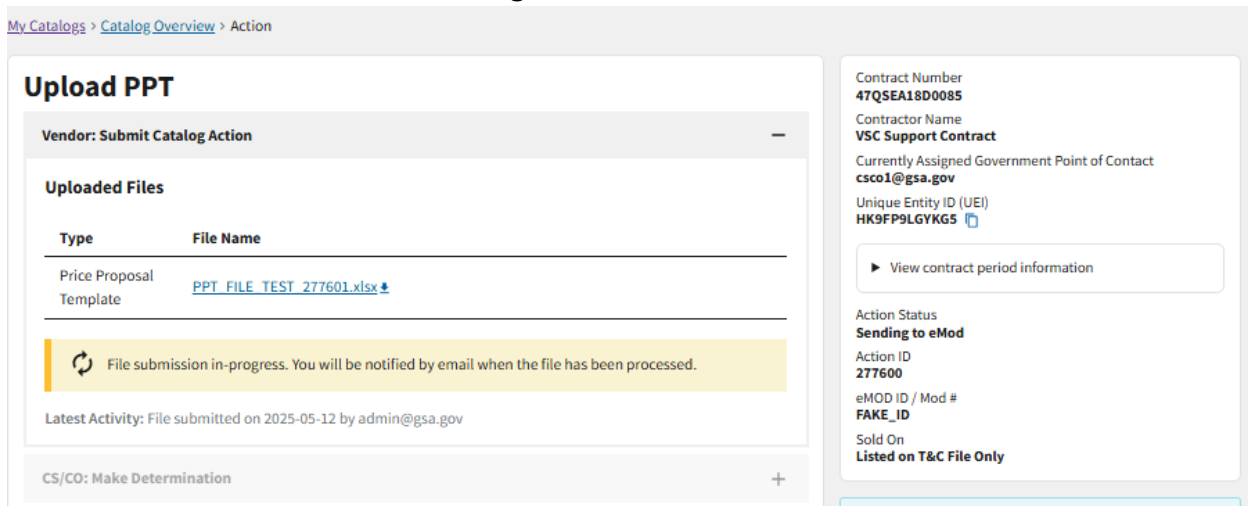 My Catalogs > Catalog Overview > Action
Upload PPT
Vendor: Submit Catalog Action
Uploaded Files
Type File Name
Price Proposal
Template
PPT_FILE_TEST_277601.xlsx
File submission in-progress. You will be notified by email when the file has been processed.
Latest Activity: File submitted on 2025-05-12 by admin@gsa.gov
CS/CO: Make Determination
Contract Number
47QSEA18D0085
Contractor Name
VSC Support Contract
Currently Assigned Government Point of Contact
csco1@gsa.gov
Unique Entity ID (UEI)
HK9FP9LGYKG5
View contract period information
Action Status
Sending to eMod
Action ID
277600
eMOD ID / Mod #
FAKE_ID
Sold On
Listed on T&C File Only